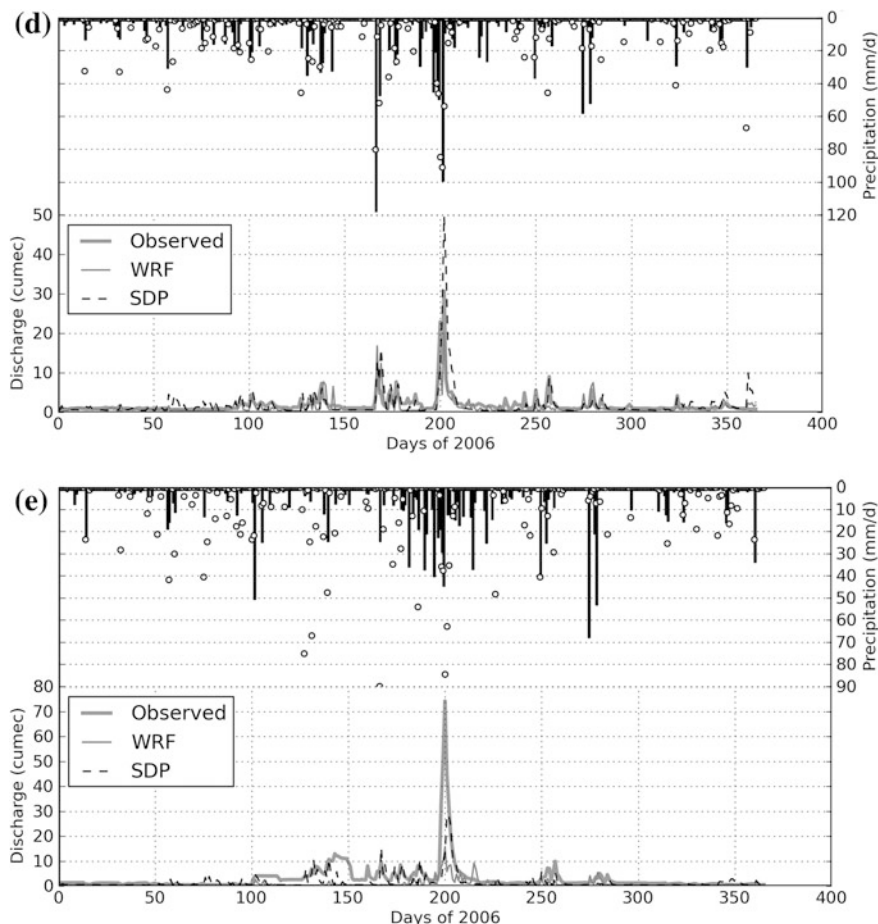 (d)
0
20
40
60
80
100
120
Precipitation (mm/d)
50
40
30
20
10
0
Discharge (cumec)
Observed
WRF
SDP
0 50 100 150 200 250 300 350 400
Days of 2006
(e)
0
10
20
30
40
50
60
70
80
90
Precipitation (mm/d)
80
70
60
50
40
30
20
10
0
Discharge (cumec)
Observed
WRF
SDP
0 50 100 150 200 250 300 350 400
Days of 2006